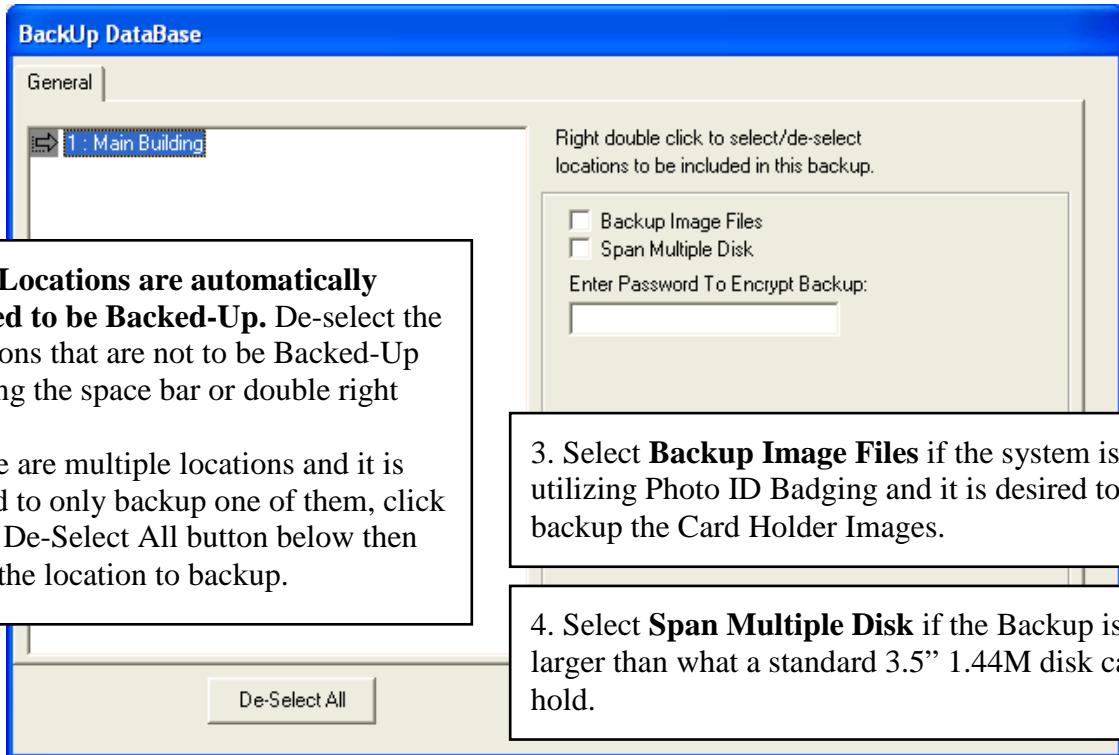 BackUp DataBase
General
1 : Main Building
Right double click to select/de-select
locations to be included in this backup.
Backup Image Files
Span Multiple Disk
Enter Password To Encrypt Backup:
Locations are automatically
to be Backed-Up. De-select the
that are not to be Backed-Up
the space bar or double right
are multiple locations and it is
to only backup one of them, click
De-Select All button below then
the location to backup.
3. Select Backup Image Files if the system is
utilizing Photo ID Badging and it is desired to
backup the Card Holder Images.
4. Select Span Multiple Disk if the Backup is
larger than what a standard 3.5” 1.44M disk
hold.
De-Select All